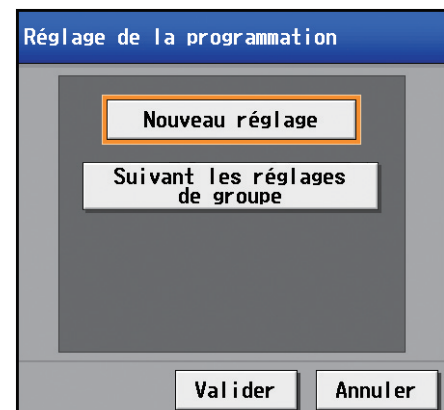 Réglage de la programmation
Nouveau réglage
Suivant les réglages
de groupe
Valider
Annuler